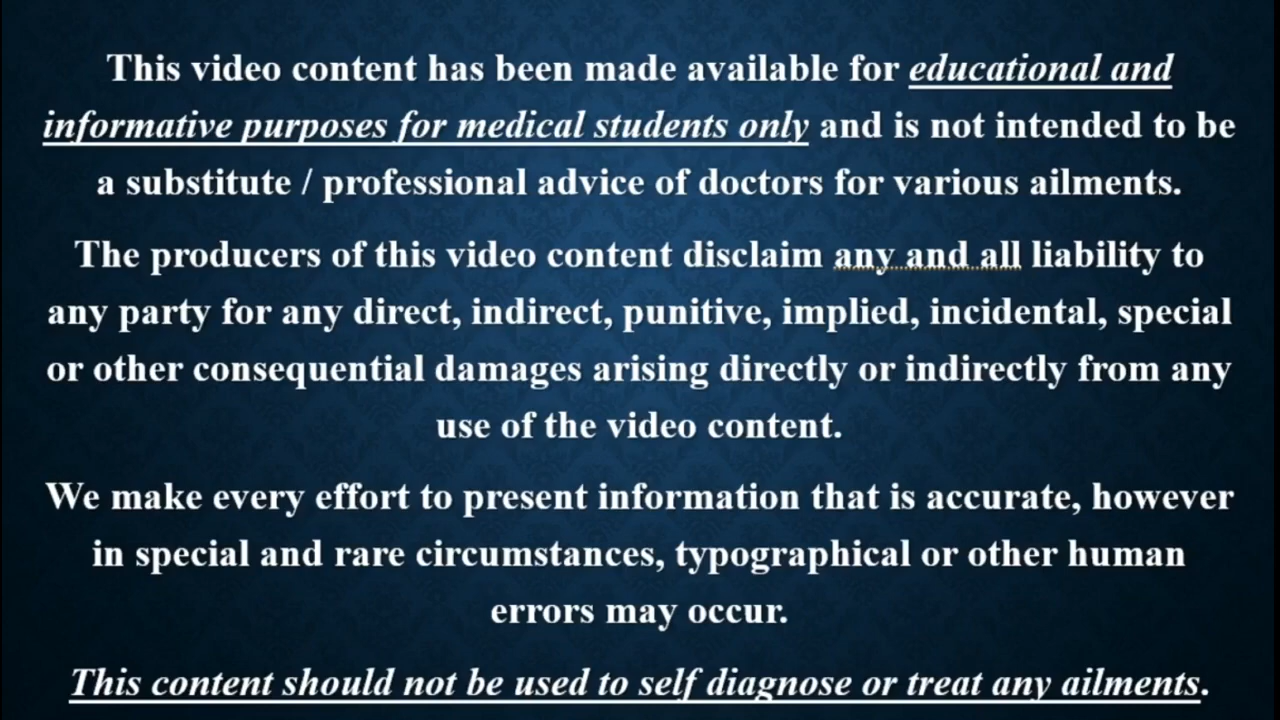 This video content has been made available for educational and
informative purposes for medical students only and is not intended to be
a substitute / professional advice of doctors for various ailments.
The producers of this video content disclaim any and all liability to
any party for any direct, indirect, punitive, implied, incidental, special
or other consequential damages arising directly or indirectly from any
use of the video content.
We make every effort to present information that is accurate, however
in special and rare circumstances, typographical or other human
errors may occur.
This content should not be used to self diagnose or treat any ailments.